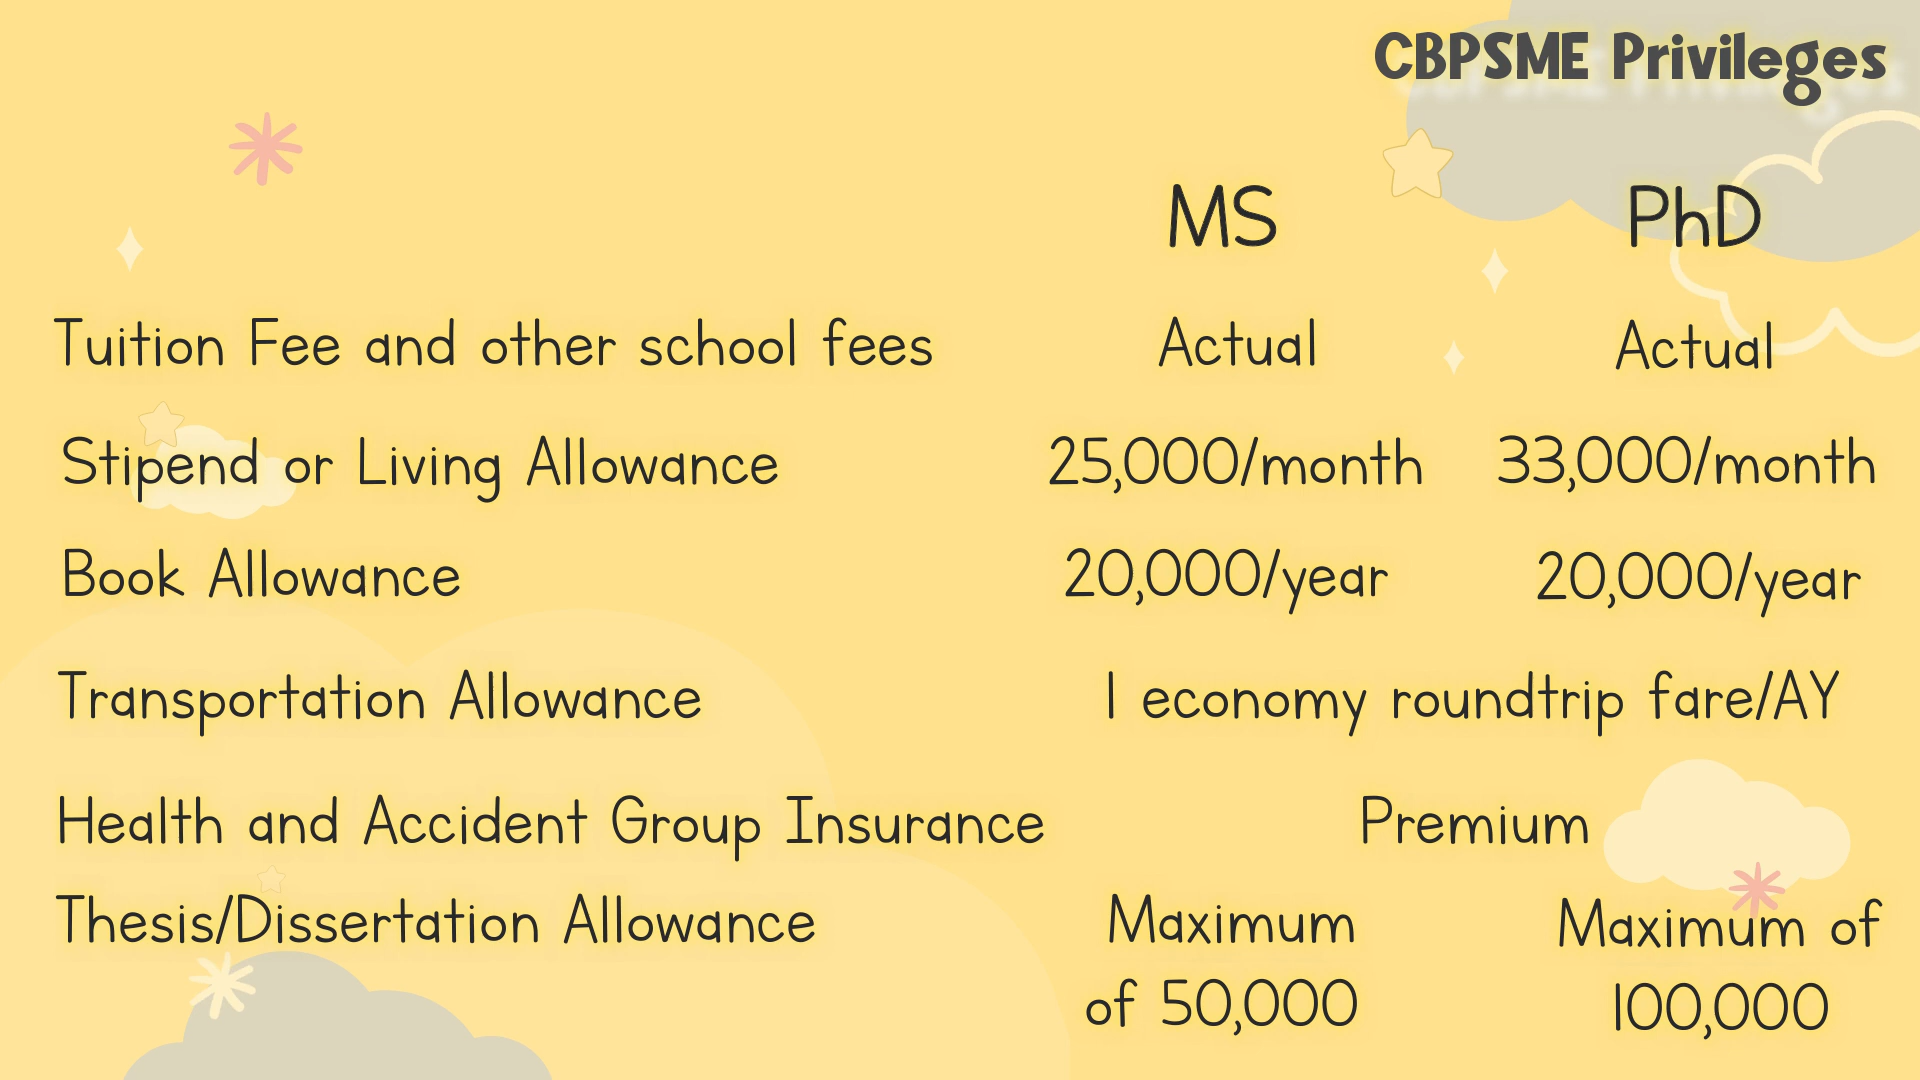 CBPSME Privileges
MS PhD
Tuition Fee and other school fees Actual Actual
Stipend or Living Allowance 25,000/month 33,000/month
Book Allowance 20,000/year 20,000/year
Transportation Allowance 1 economy roundtrip fare/AY
Health and Accident Group Insurance Premium
Thesis/Dissertation Allowance Maximum Maximum of
of 50,000 100,000